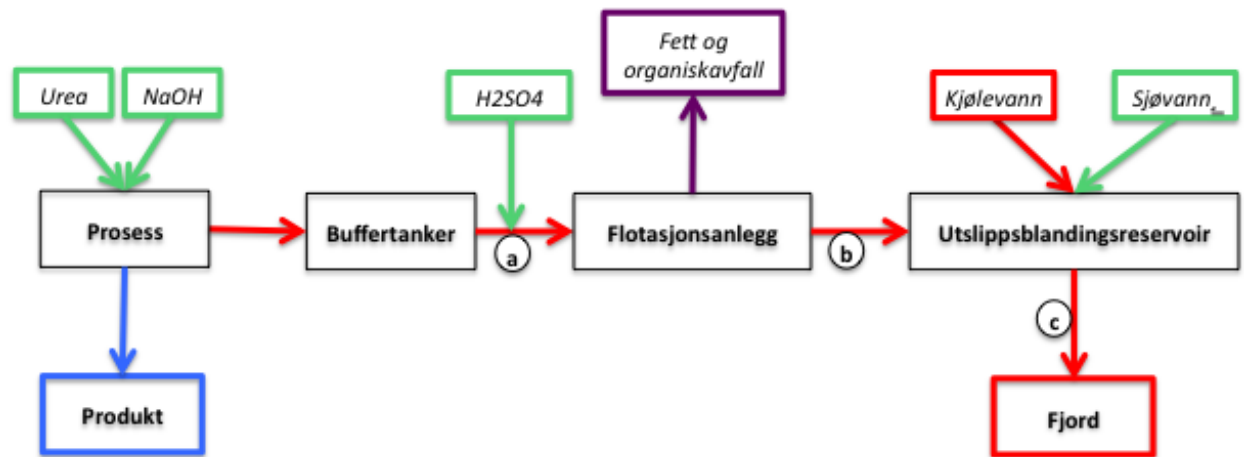 Fett og
organiskavfall
Urea
NaOH
H2SO4
Kjølevann
Sjøvann
Prosess
Buffertanker
Flotasjonsanlegg
Utslippsblandingsreservoir
a
b
c
Produkt
Fjord